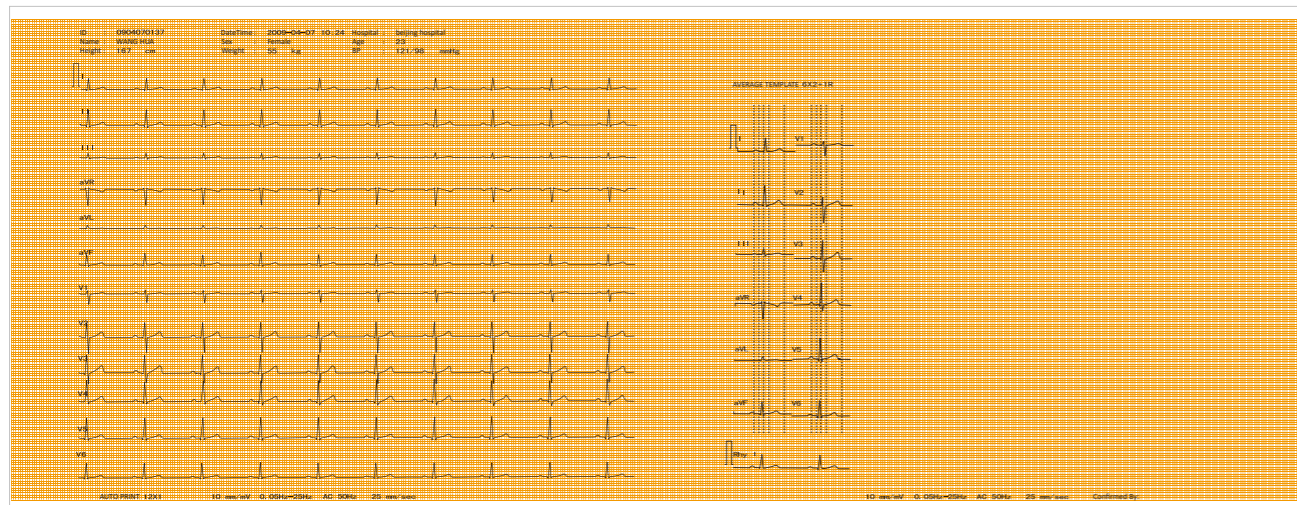 ID : 0904070137 DateTime : 2009-04-07 10:24 Hospital : beijing hospital
Name : WANG HUA Sex : Female Age : 23
Height : 167 cm Weight : 55 kg BP : 121/98 mmHg
I
II
III
aVR
aVL
aVF
V1
V2
V3
V4
V5
V6
AUTO PRINT 12X1 10 mm/mV 0.05Hz-25Hz AC 50Hz 25 mm/sec
AVERAGE TEMPLATE 6X2+1R
I V1
II V2
III V3
aVR V4
aVL V5
aVF V6
Rhy I
10 mm/mV 0.05Hz-25Hz AC 50Hz 25 mm/sec Confirmed By: